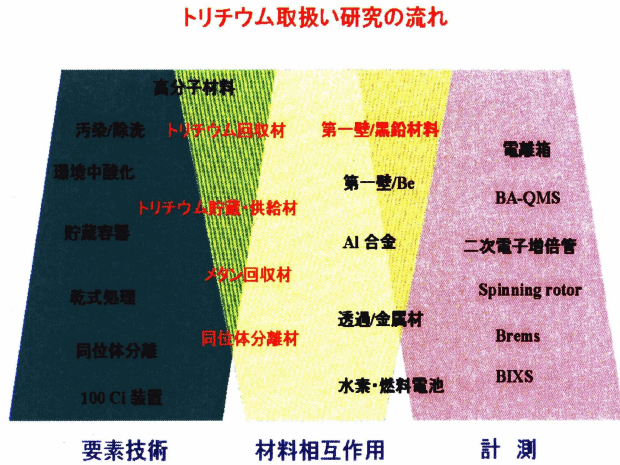 トリチウム取扱い研究の流れ
高分子材料
汚染/除洗
トリチウム回収材
第一壁/黒鉛材料
環境中酸化
電離箱
第一壁/Be
BA-QMS
トリチウム貯蔵・供給材
貯蔵容器
Al 合金
二次電子増倍管
メタン回収材
乾式処理
Spinning rotor
透過/金属材
同位体分離材
Brems
同位体分離
水素・燃料電池
BIXS
100 Ci 装置
要素技術
材料相互作用
計 測